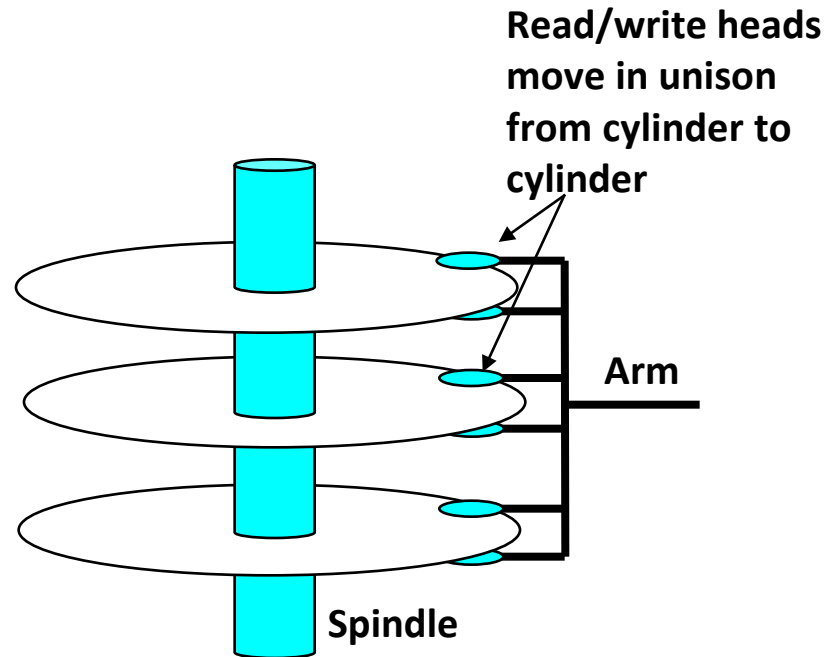 Read/write heads
move in unison
from cylinder to
cylinder
Arm
Spindle